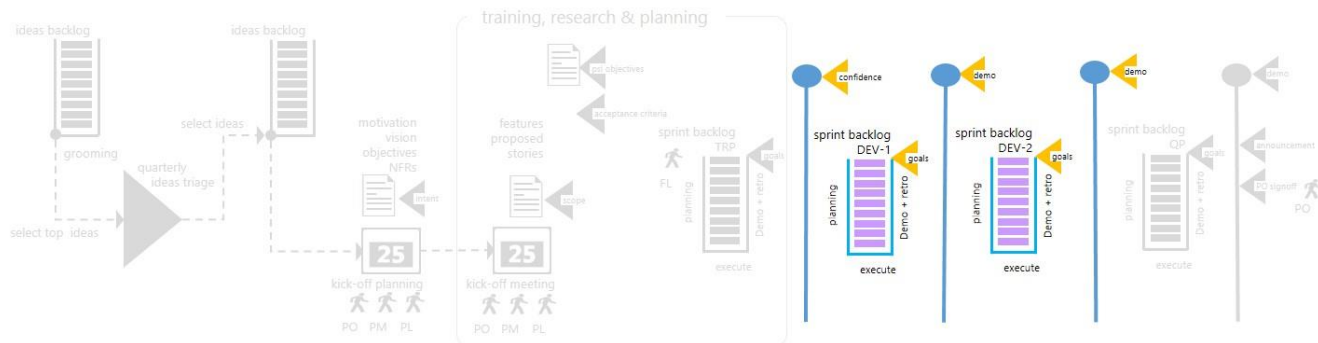 training, research & planning
ideas backlog
ideas backlog
psi objectives
confidence
demo
demo
demo
acceptance criteria
select ideas
motivation
vision
objectives
NFRs
features
proposed
stories
sprint backlog
TRP
goals
sprint backlog
DEV-1
goals
sprint backlog
DEV-2
goals
sprint backlog
QP
goals
announcement
grooming
quarterly
ideas triage
select top ideas
intent
scope
FL
planning
Demo + retro
planning
Demo + retro
planning
Demo + retro
planning
Demo + retro
PO signoff
PO
25
25
execute
execute
execute
execute
kick-off planning
kick-off meeting
PO PM PL
PO PM PL